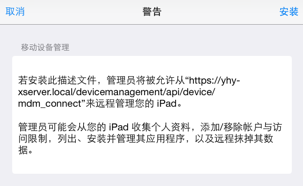 取消 警告 安装
移动设备管理
若安装此描述文件，管理员将被允许从“https://yhy-
xserver.local/devicemanagement/api/device/
mdm_connect”来远程管理您的 iPad。
管理员可能会从您的 iPad 收集个人资料，添加/移除帐户与访
问限制，列出、安装并管理其应用程序，以及远程抹掉其数
据。